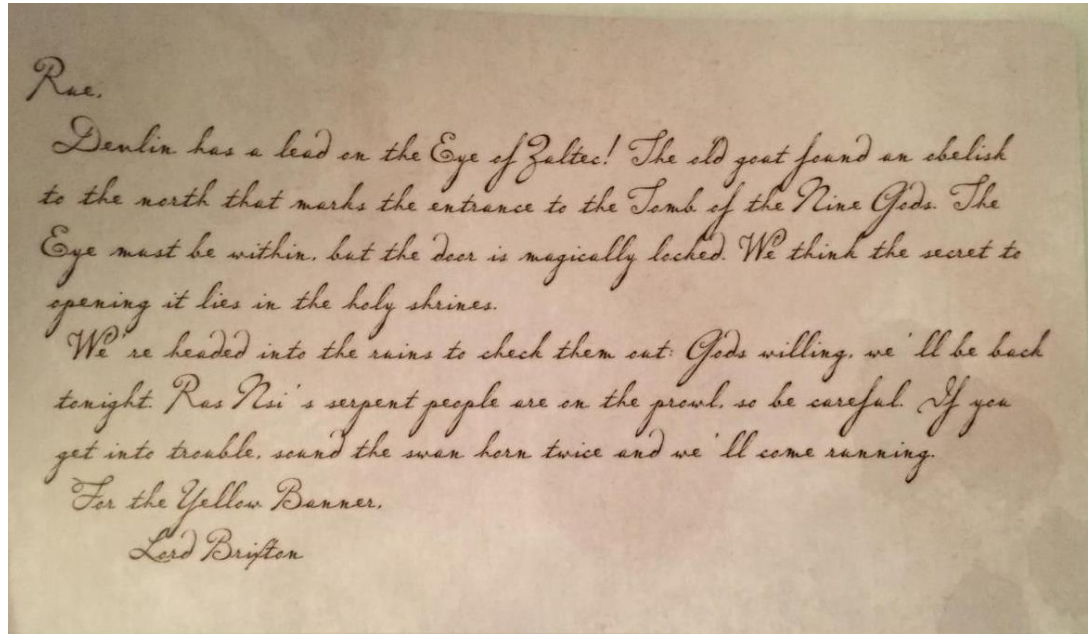 Rue,
Devlin has a lead on the Eye of Zaltec! The old goat found an obelisk
to the north that marks the entrance to the Tomb of the Nine Gods. The
Eye must be within, but the door is magically locked. We think the secret to
opening it lies in the holy shrines.
We're headed into the ruins to check them out: Gods willing, we'll be back
tonight. Ras Nsi's serpent people are on the prowl, so be careful. If you
get into trouble, sound the swan horn twice and we'll come running.
For the Yellow Banner,
Lord Brixton